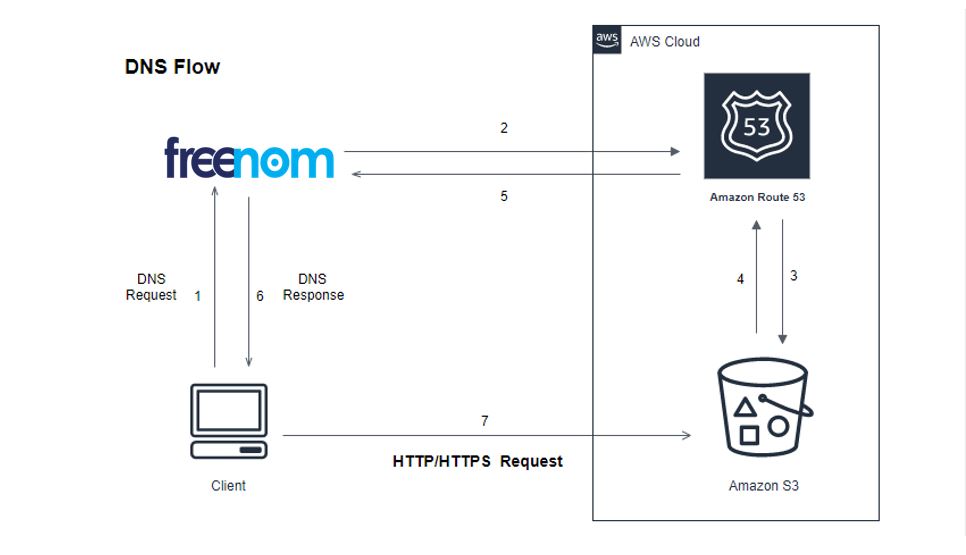 aws
AWS Cloud
DNS Flow
53
2
freenom
Amazon Route 53
5
DNS
Request
1
6
DNS
Response
4
3
7
HTTP/HTTPS Request
Client
Amazon S3